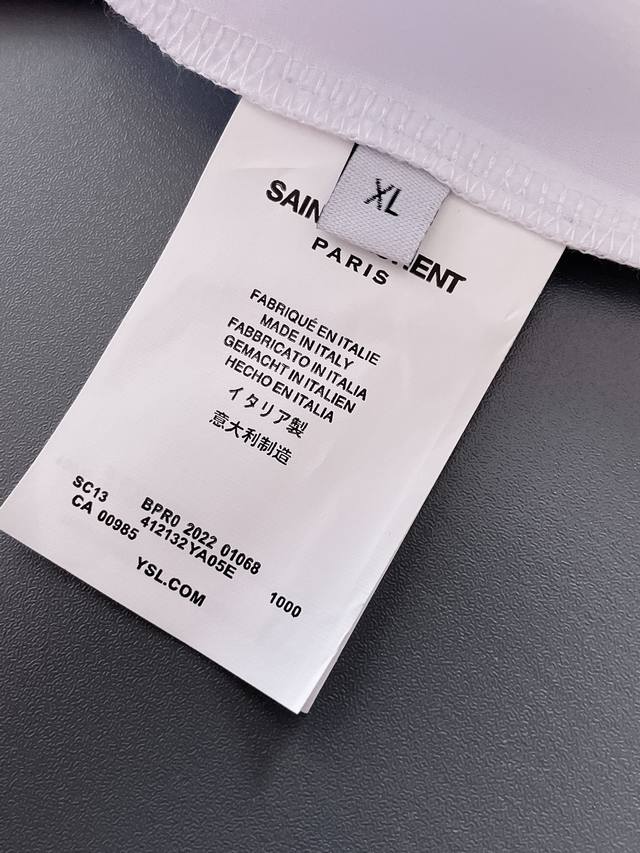 XL
SAIN RENT
PARIS
FABRIQUÉ EN ITALIE
MADE IN ITALY
FABBRICATO IN ITALIA
GEMACHT IN ITALIEN
HECHO EN ITALIA
イタリア製
意大利制造
SC13 BPR0 2022 01068
CA 00985 412132YA05E
YSL.COM 1000